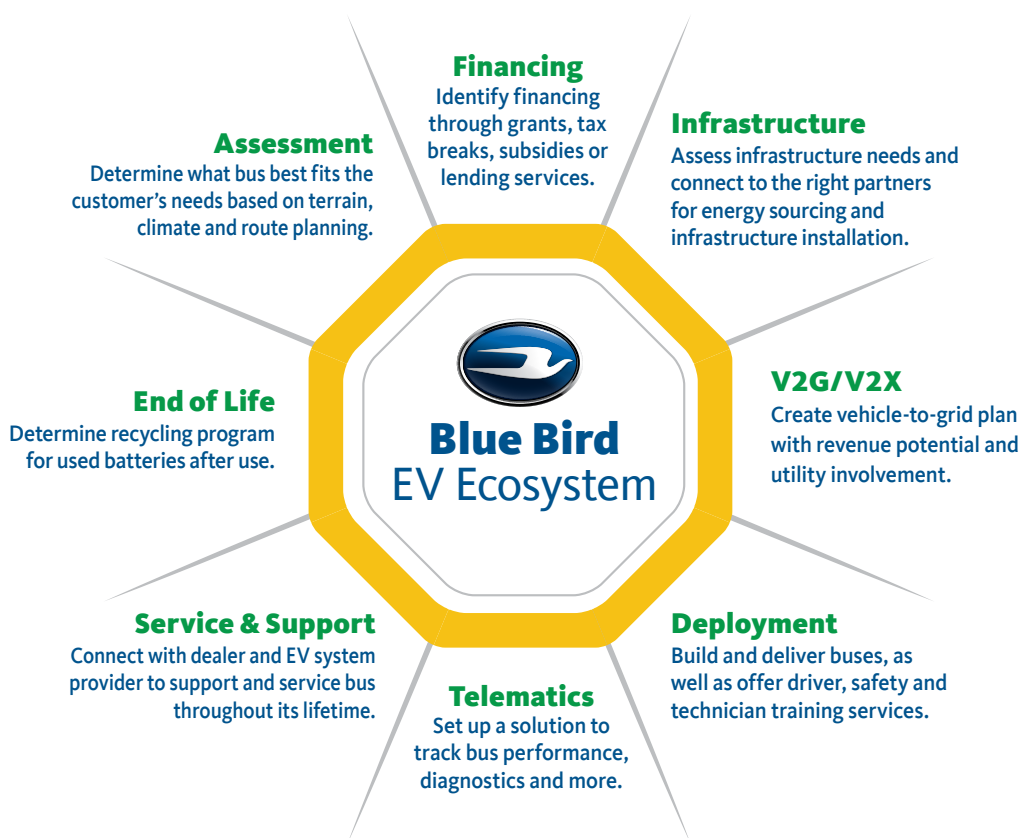 Financing
Identify financing
through grants, tax
breaks, subsidies or
lending services.
Infrastructure
Assess infrastructure needs and
connect to the right partners
for energy sourcing and
infrastructure installation.
V2G/V2X
Create vehicle-to-grid plan
with revenue potential and
utility involvement.
Deployment
Build and deliver buses, as
well as offer driver, safety and
technician training services.
Telematics
Set up a solution to
track bus performance,
diagnostics and more.
Service & Support
Connect with dealer and EV system
provider to support and service bus
throughout its lifetime.
End of Life
Determine recycling program
for used batteries after use.
Assessment
Determine what bus best fits the
customer’s needs based on terrain,
climate and route planning.
Blue Bird
EV Ecosystem